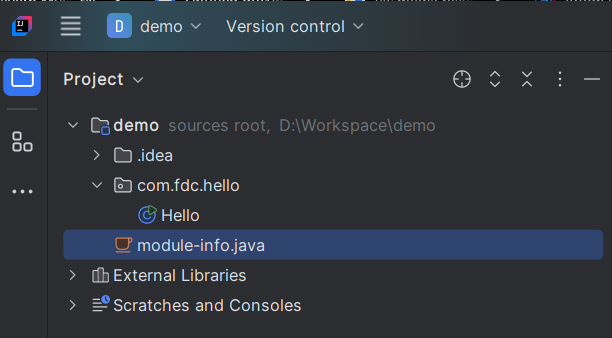 D demo Version control
Project
demo sources root, D:\Workspace\demo
.idea
com.fdc.hello
Hello
module-info.java
External Libraries
Scratches and Consoles